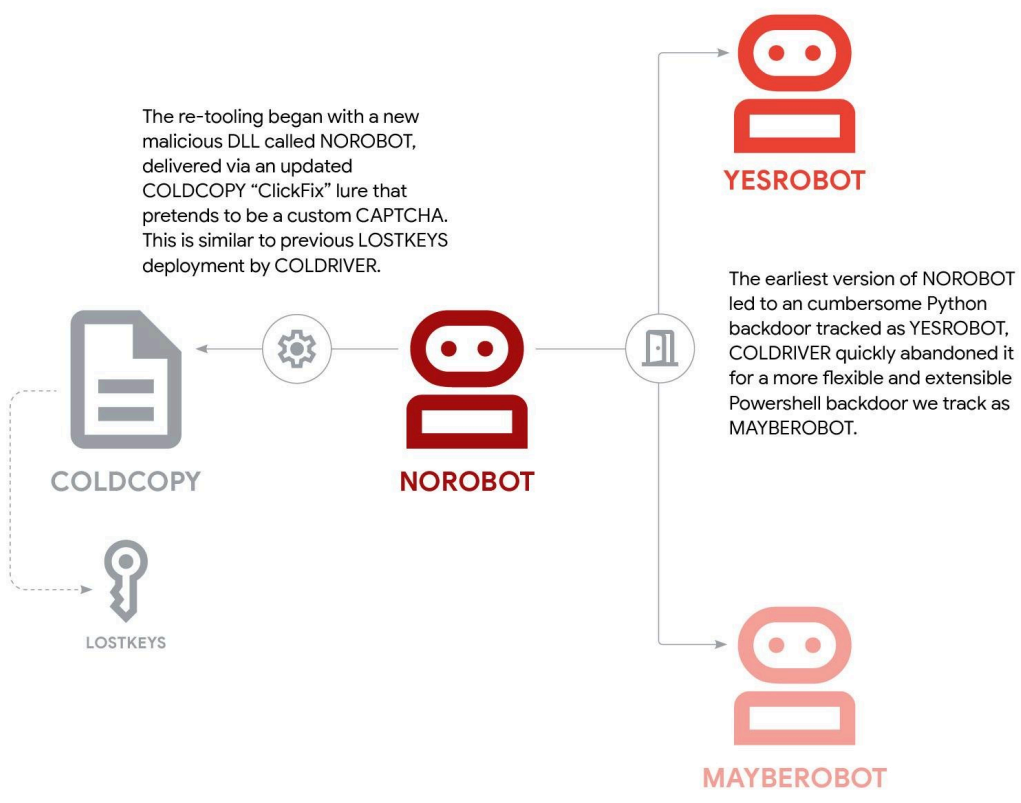 The re-tooling began with a new
malicious DLL called NOROBOT,
delivered via an updated
COLDCOPY “ClickFix” lure that
pretends to be a custom CAPTCHA.
This is similar to previous LOSTKEYS
deployment by COLDRIVER.
YESROBOT
The earliest version of NOROBOT
led to an cumbersome Python
backdoor tracked as YESROBOT,
COLDRIVER quickly abandoned it
for a more flexible and extensible
Powershell backdoor we track as
MAYBEROBOT.
COLDCOPY
NOROBOT
LOSTKEYS
MAYBEROBOT